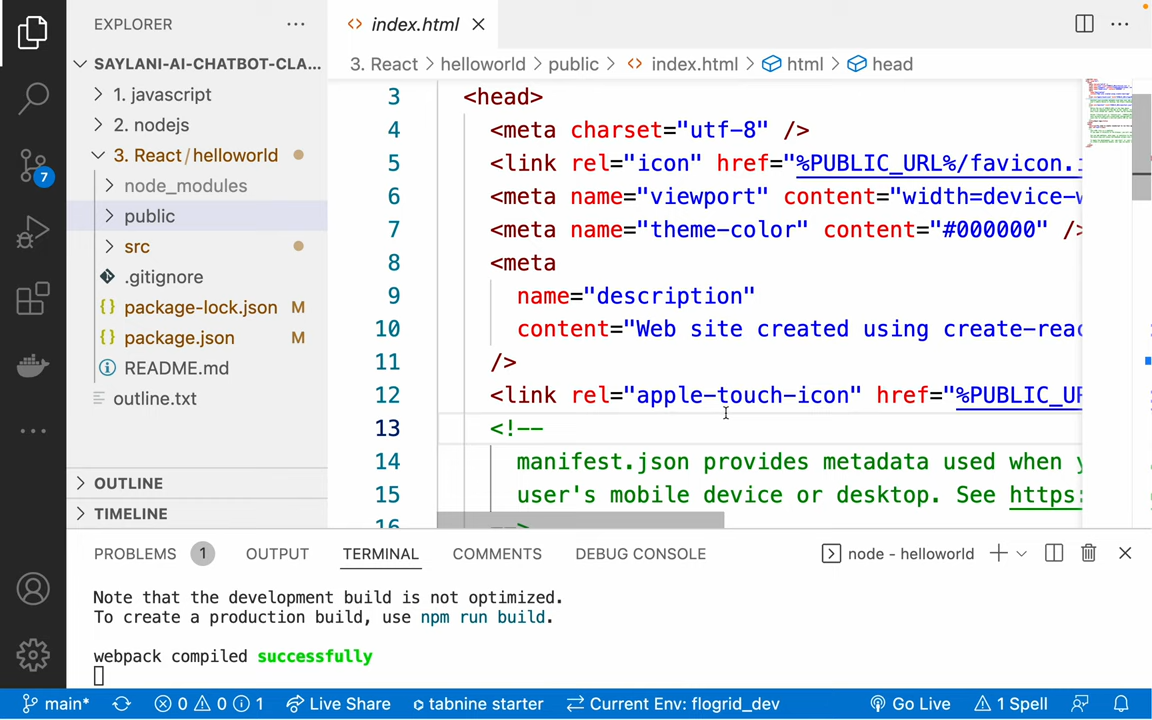 EXPLORER
index.html
SAYLANI-AI-CHATBOT-CLA...
1. javascript
2. nodejs
3. React/helloworld
node_modules
public
src
.gitignore
package-lock.json M
package.json M
README.md
outline.txt
OUTLINE
TIMELINE
3. React > helloworld > public > index.html > html > head
3 <head>
4 <meta charset="utf-8" />
5 <link rel="icon" href="%PUBLIC_URL%/favicon.i
6 <meta name="viewport" content="width=device-w
7 <meta name="theme-color" content="#000000" />
8 <meta
9 name="description"
10 content="Web site created using create-reac
11 />
12 <link rel="apple-touch-icon" href="%PUBLIC_UR
13 <!--
14 manifest.json provides metadata used when y
15 user's mobile device or desktop. See https:
16 -->
PROBLEMS 1 OUTPUT TERMINAL COMMENTS DEBUG CONSOLE node - helloworld
Note that the development build is not optimized.
To create a production build, use npm run build.
webpack compiled successfully
7
main* 0 0 1 Live Share tabnine starter Current Env: flogrid_dev Go Live 1 Spell